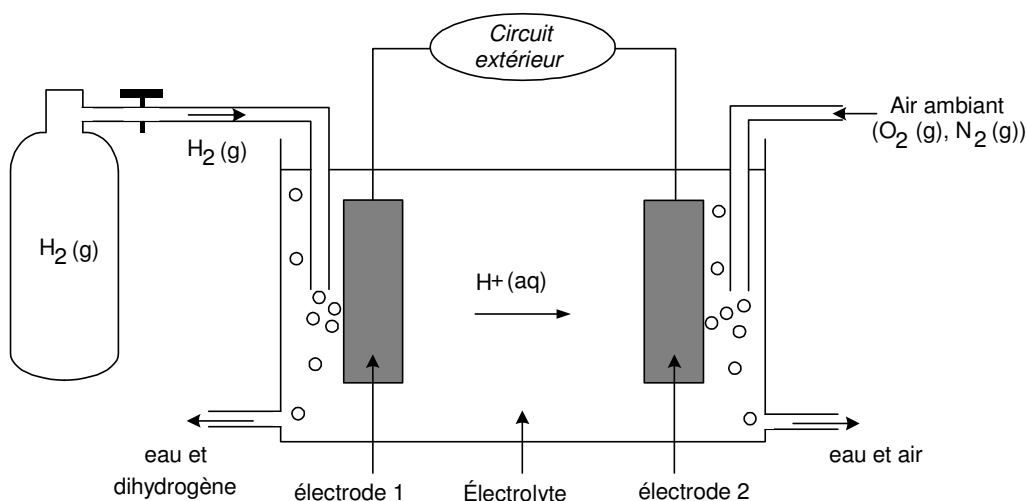 Circuit
extérieur
Air ambiant
(O2 (g), N2 (g))
H2 (g)
H2 (g)
H+ (aq)
eau et
dihydrogène
électrode 1
Électrolyte
électrode 2
eau et air